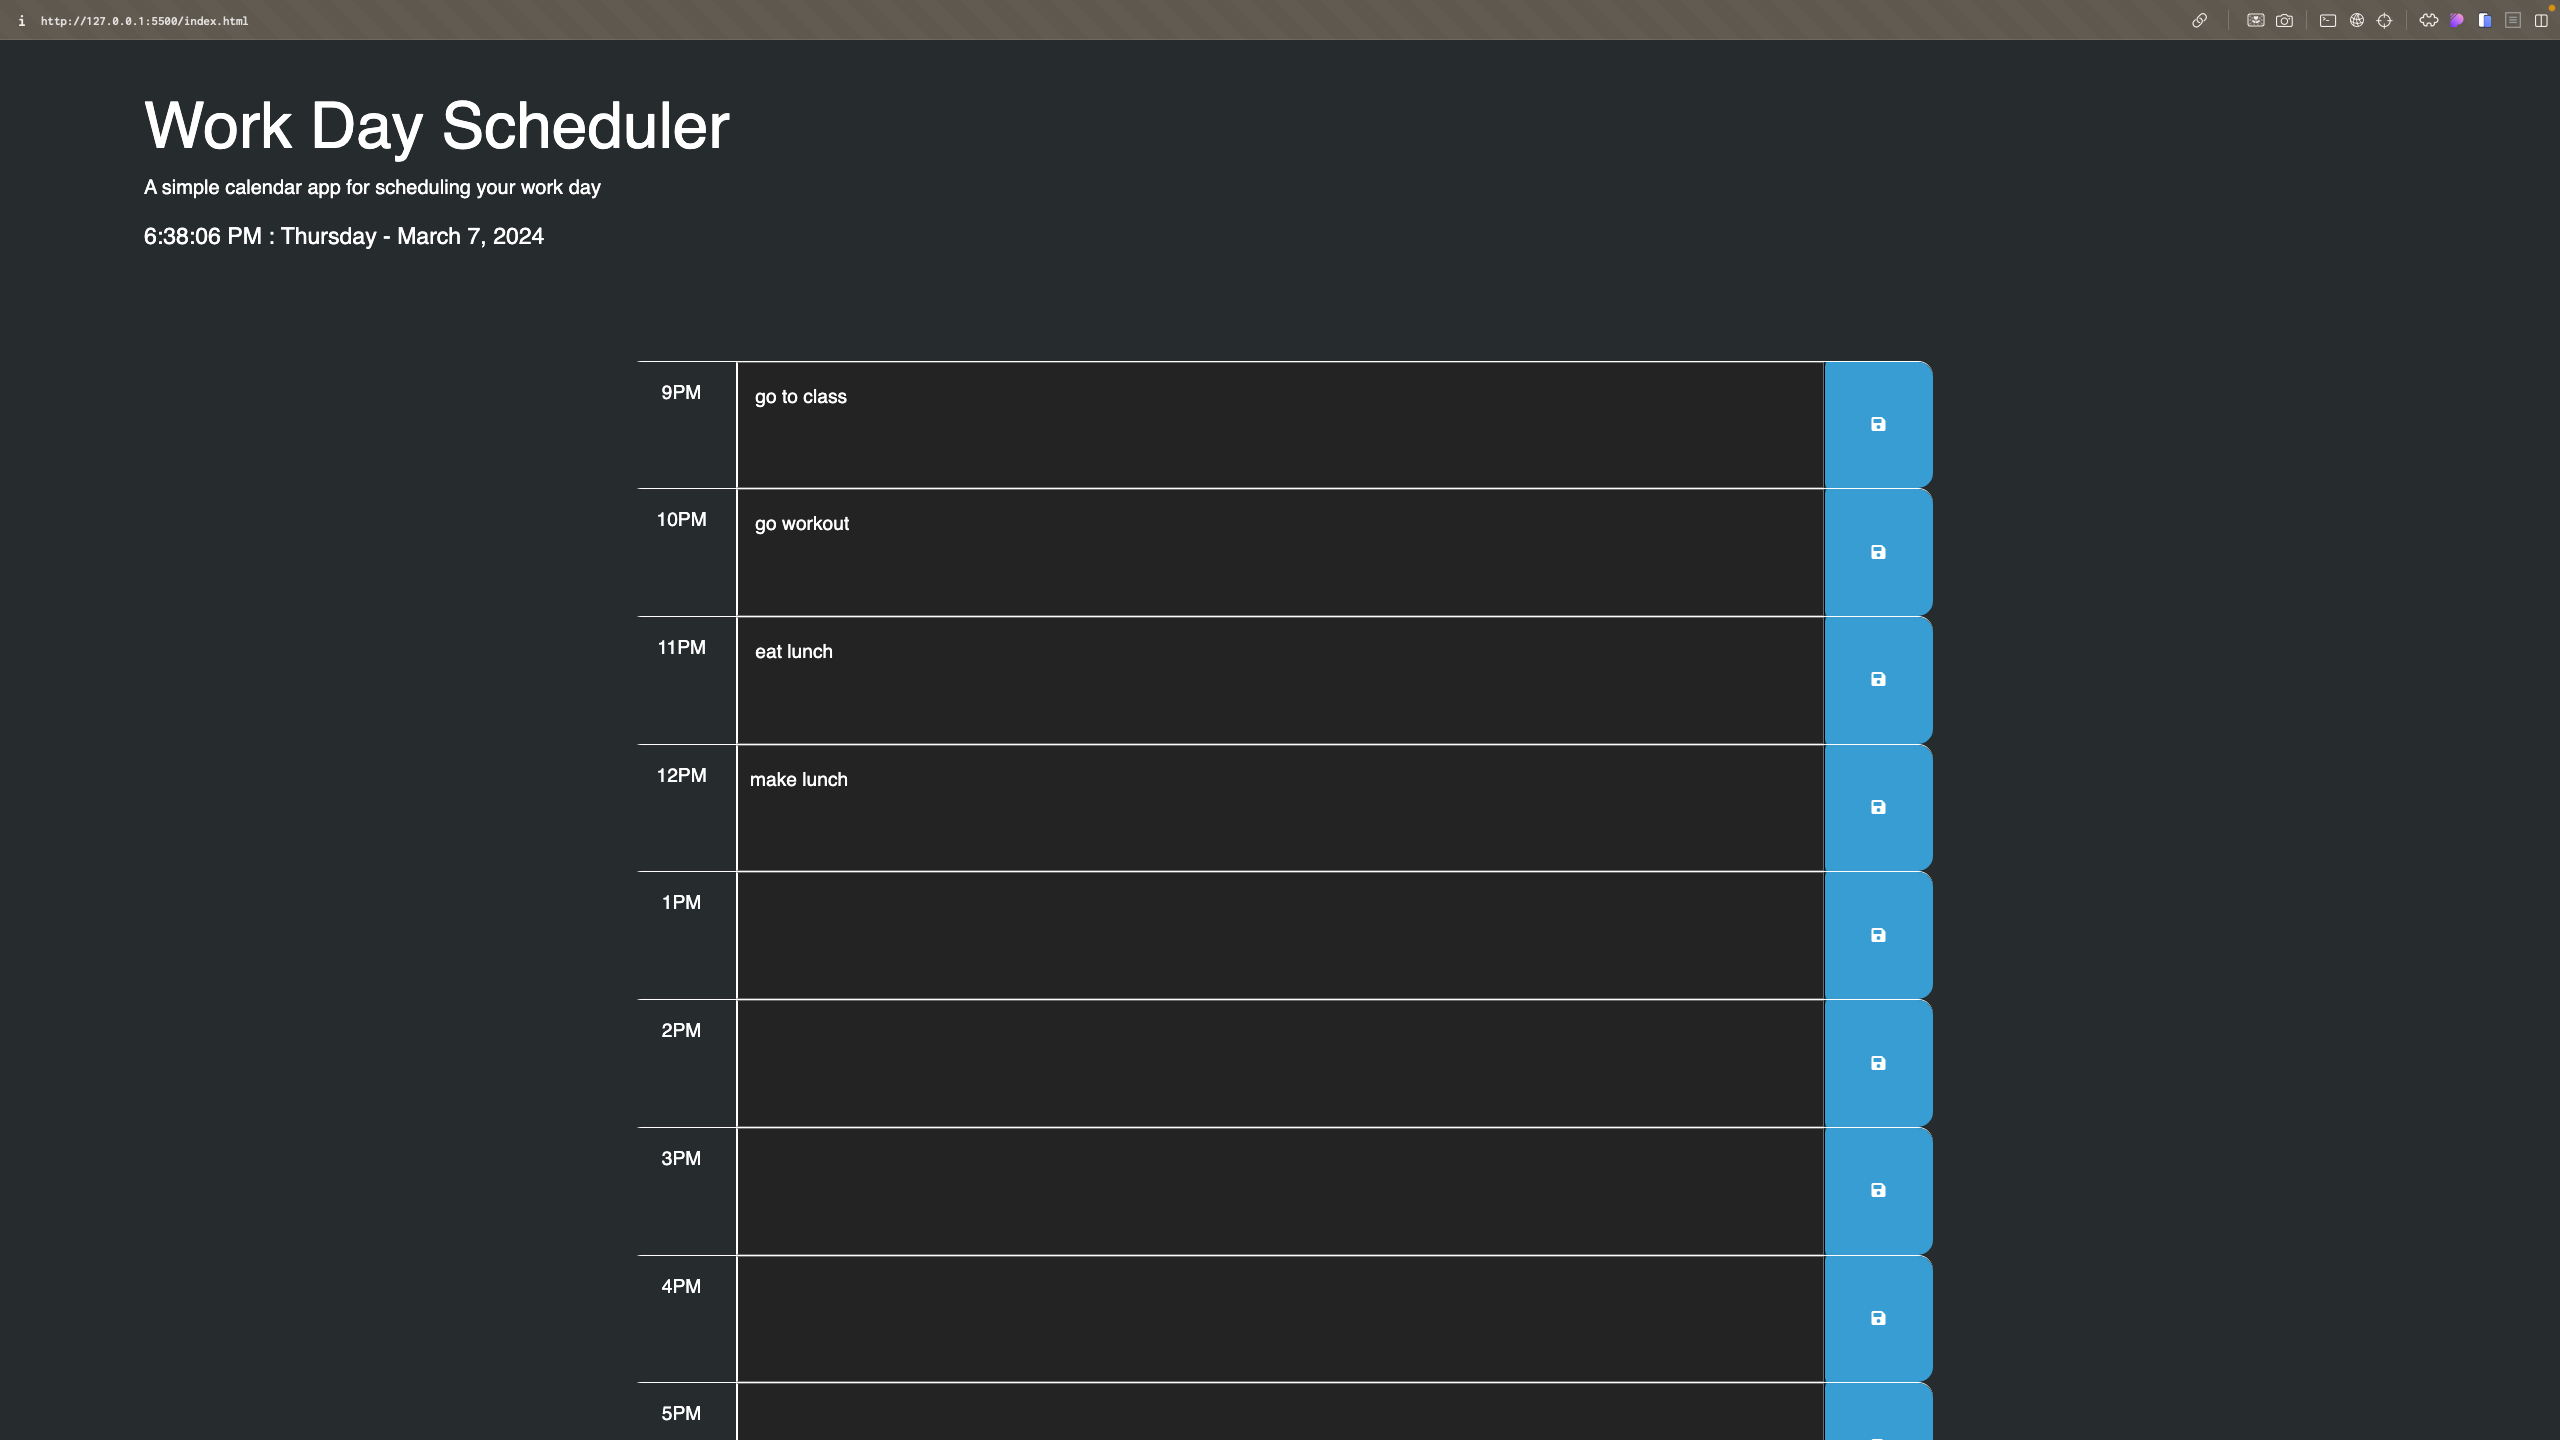 i http://127.0.0.1:5500/index.html
Work Day Scheduler
A simple calendar app for scheduling your work day
6:38:06 PM : Thursday - March 7, 2024
9PM go to class
10PM go workout
11PM eat lunch
12PM make lunch
1PM
2PM
3PM
4PM
5PM